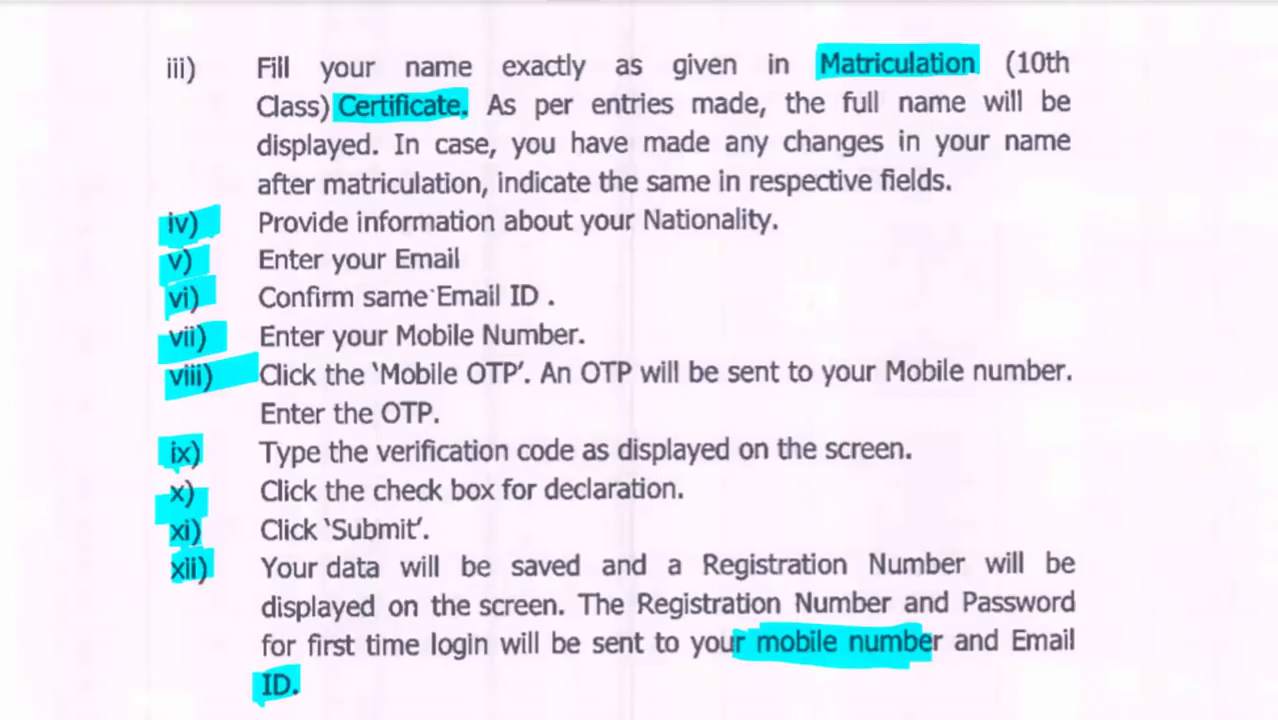 iii) Fill your name exactly as given in Matriculation (10th
Class) Certificate. As per entries made, the full name will be
displayed. In case, you have made any changes in your name
after matriculation, indicate the same in respective fields.
iv) Provide information about your Nationality.
v) Enter your Email
vi) Confirm same Email ID .
vii) Enter your Mobile Number.
viii) Click the ‘Mobile OTP’. An OTP will be sent to your Mobile number.
Enter the OTP.
ix) Type the verification code as displayed on the screen.
x) Click the check box for declaration.
xi) Click ‘Submit’.
xii) Your data will be saved and a Registration Number will be
displayed on the screen. The Registration Number and Password
for first time login will be sent to your mobile number and Email
ID.